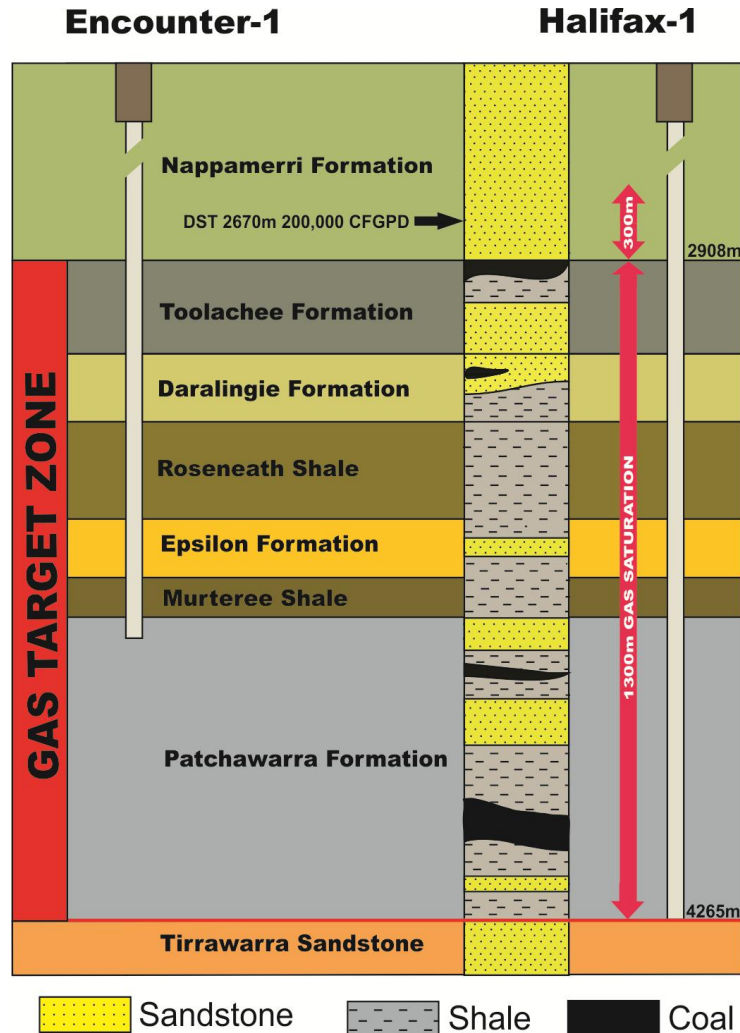 Encounter-1
Halifax-1
Nappamerri Formation
DST 2670m 200,000 CFGPD
300m
2908m
Toolachee Formation
Daralingie Formation
Roseneath Shale
Epsilon Formation
Murteree Shale
GAS TARGET ZONE
1300m GAS SATURATION
Patchawarra Formation
4265m
Tirrawarra Sandstone
Sandstone
Shale
Coal